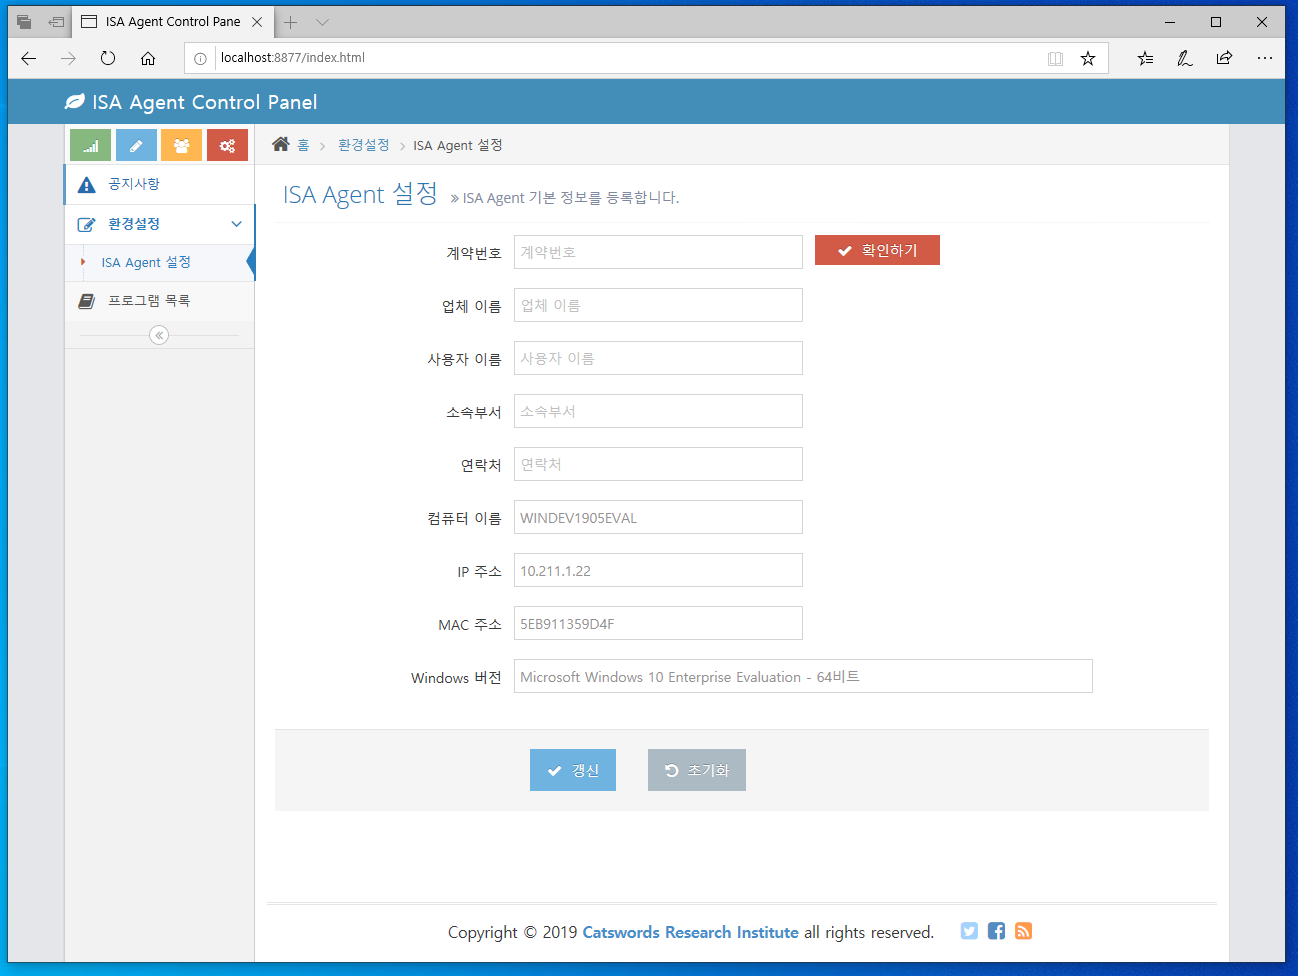 ISA Agent Control Pane
localhost:8877/index.html
ISA Agent Control Panel
홈 환경설정 ISA Agent 설정
공지사항
환경설정
ISA Agent 설정
프로그램 목록
ISA Agent 설정 » ISA Agent 기본 정보를 등록합니다.
계약번호 계약번호 확인하기
업체 이름 업체 이름
사용자 이름 사용자 이름
소속부서 소속부서
연락처 연락처
컴퓨터 이름 WINDEV1905EVAL
IP 주소 10.211.1.22
MAC 주소 5EB911359D4F
Windows 버전 Microsoft Windows 10 Enterprise Evaluation - 64비트
갱신 초기화
Copyright © 2019 Catswords Research Institute all rights reserved.